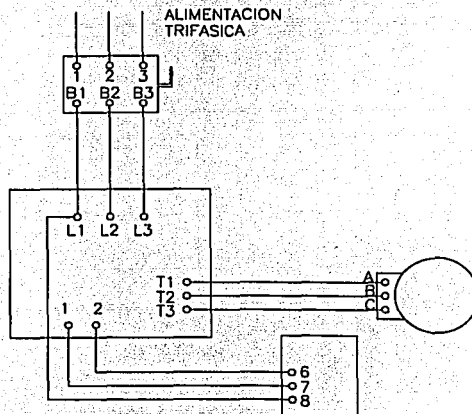 ALIMENTACION
TRIFASICA
1 2 3
B1 B2 B3
L1 L2 L3
T1 A
T2 B
T3 C
1 2
6
7
8